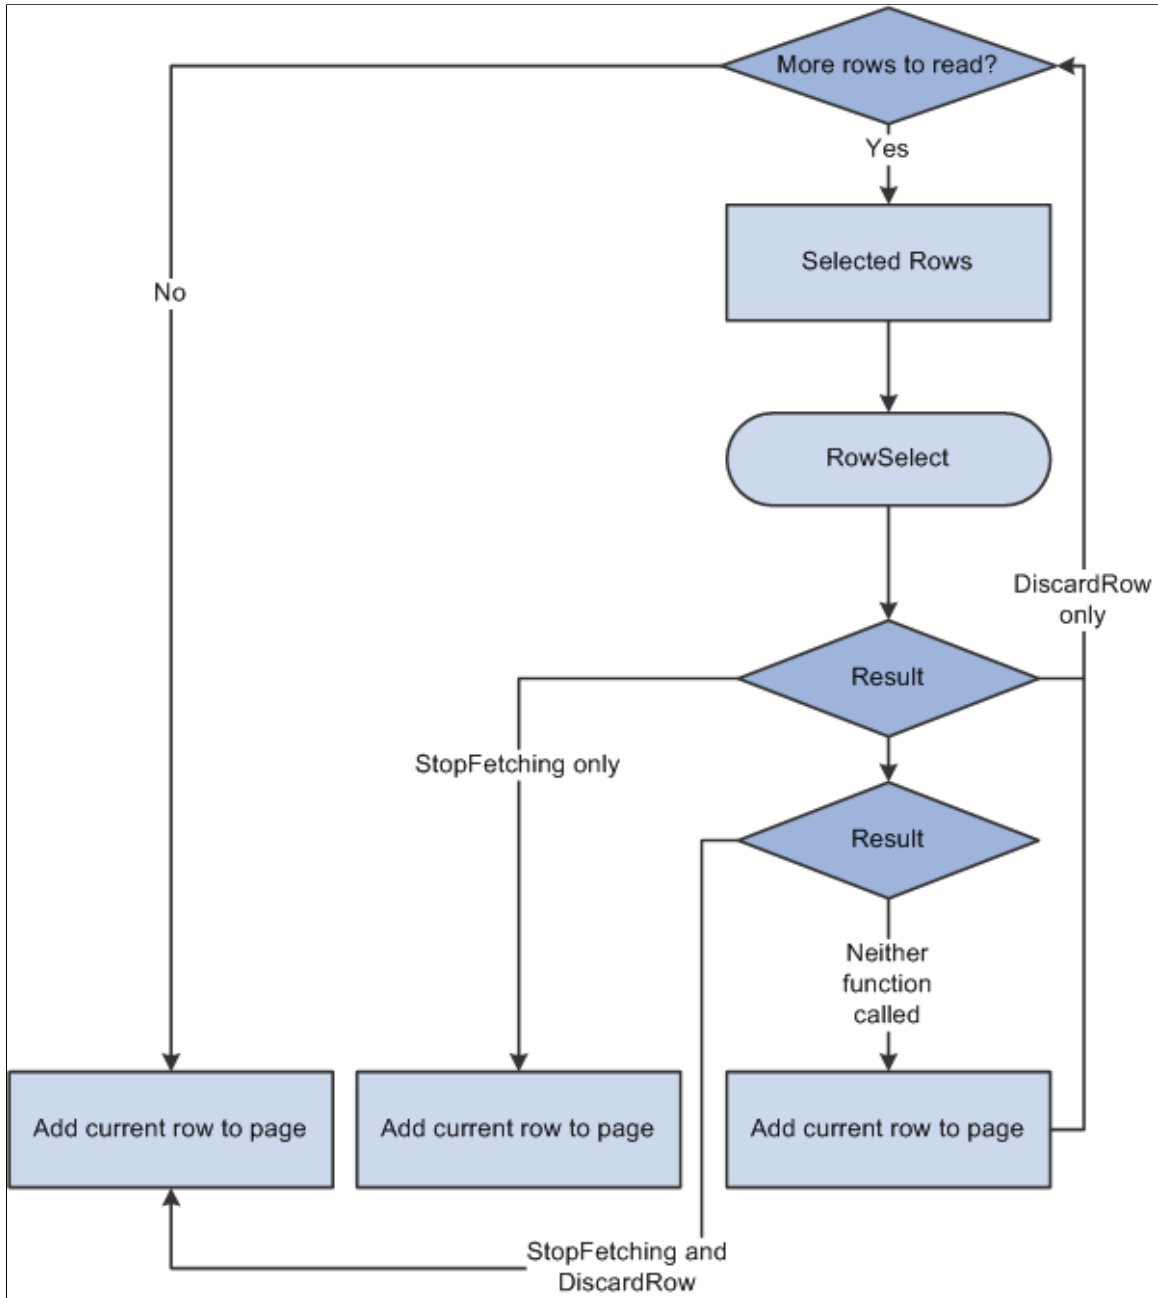 More rows to read?
Yes
Selected Rows
No
RowSelect
DiscardRow
only
Result
StopFetching only
Result
Neither
function
called
Add current row to page
Add current row to page
Add current row to page
StopFetching and
DiscardRow